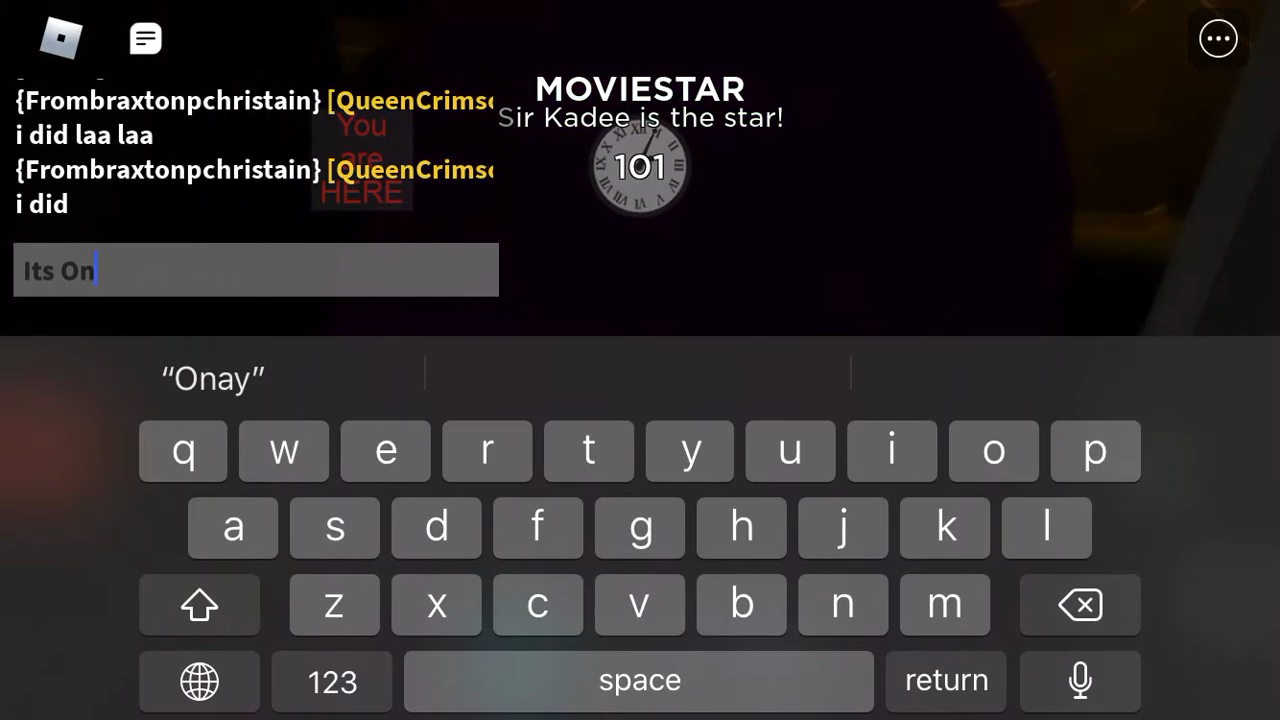 {Frombraxtonpchristain} [QueenCrims
i did laa laa
{Frombraxtonpchristain} [QueenCrims
i did
You
are
HERE
MOVIESTAR
Sir Kadee is the star!
101
Its On
“Onay”
q w e r t y u i o p
a s d f g h j k l
z x c v b n m
123 space return